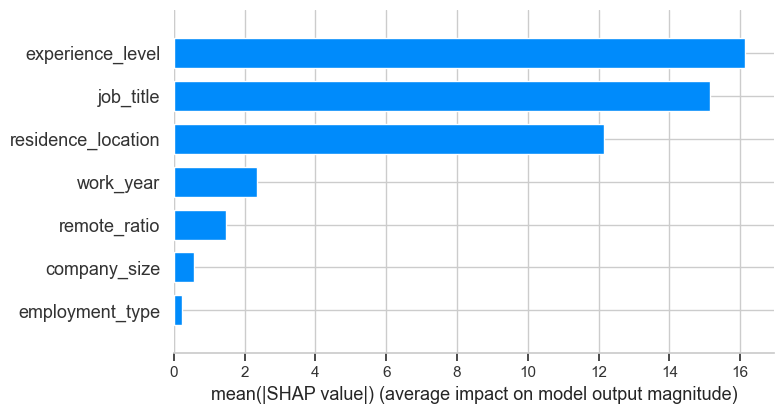 experience_level
job_title
residence_location
work_year
remote_ratio
company_size
employment_type
0 2 4 6 8 10 12 14 16
mean(|SHAP value|) (average impact on model output magnitude)